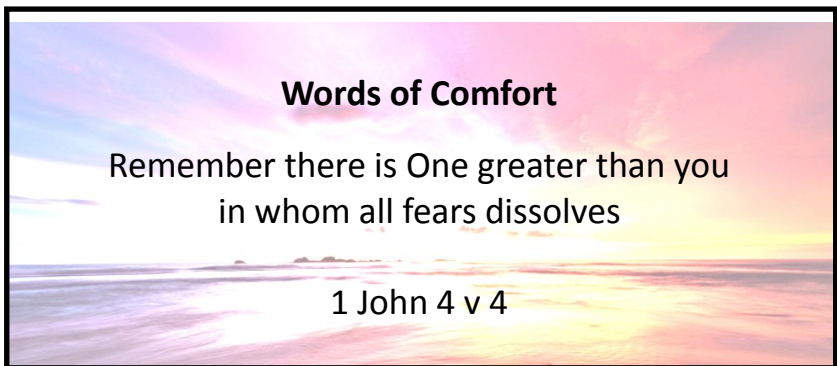 Words of Comfort
Remember there is One greater than you
in whom all fears dissolves
1 John 4 v 4